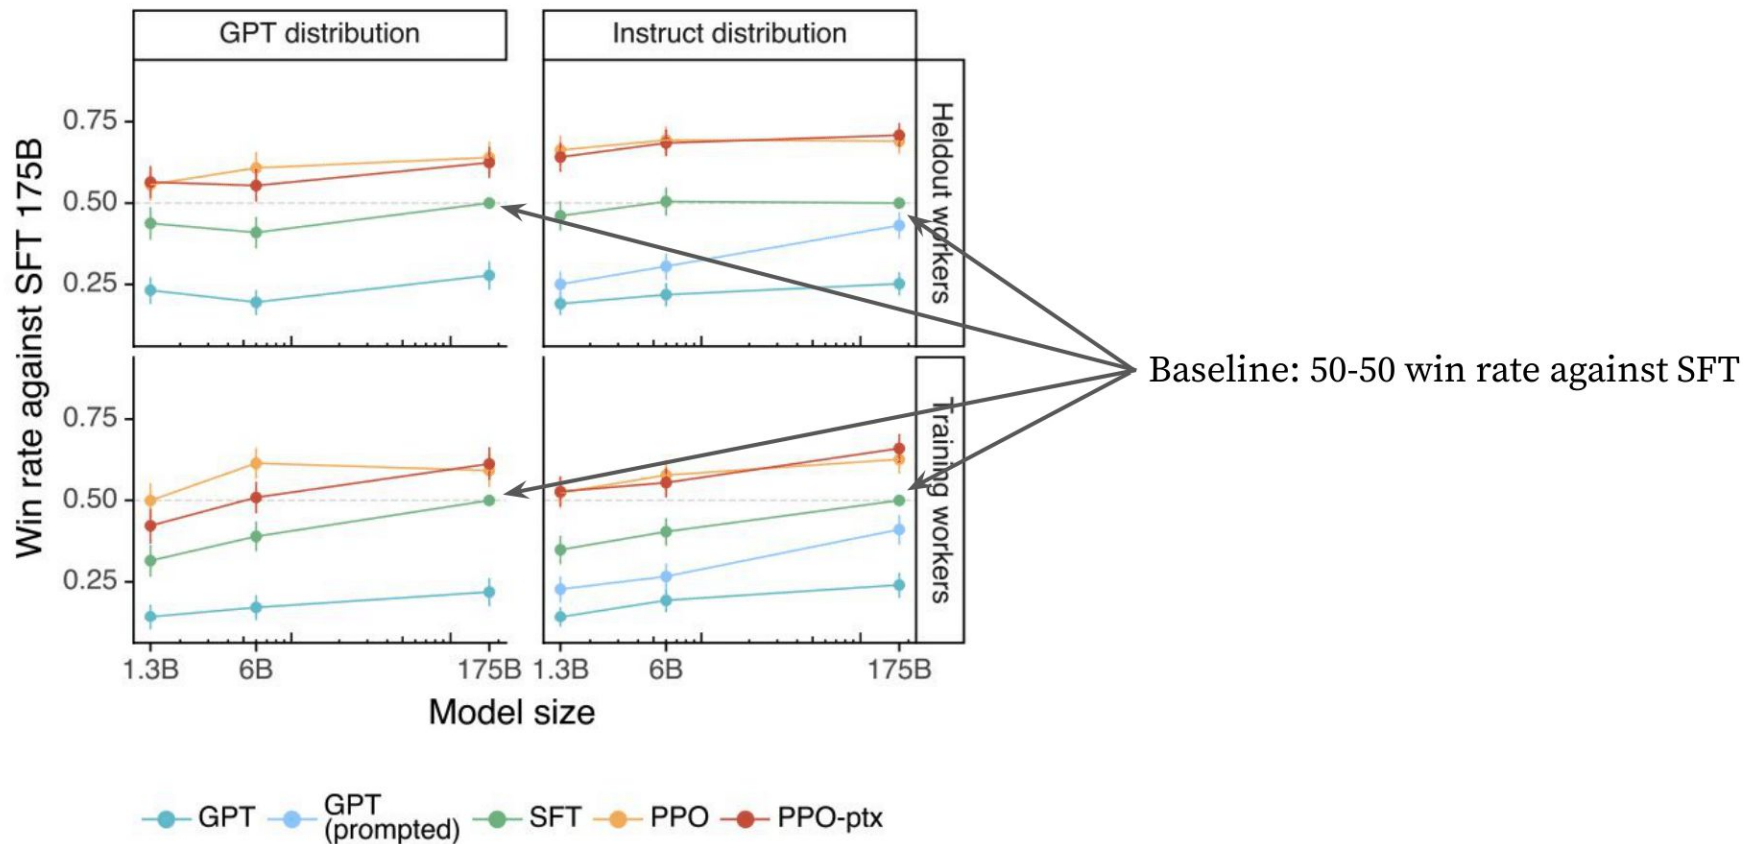 GPT distribution
Instruct distribution
Win rate against SFT 175B
0.75
0.50
0.25
Heldout workers
Baseline: 50-50 win rate against SFT
0.75
0.50
0.25
Training workers
1.3B 6B 175B 1.3B 6B 175B
Model size
GPT GPT (prompted) SFT PPO PPO-ptx